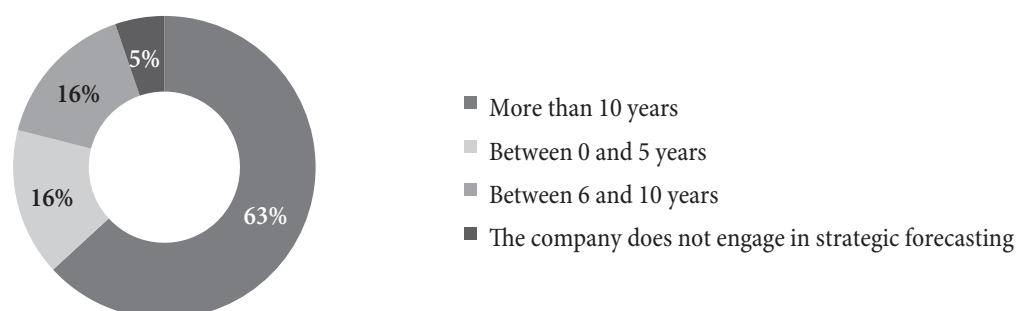 5%
16%
16%
63%
More than 10 years
Between 0 and 5 years
Between 6 and 10 years
The company does not engage in strategic forecasting